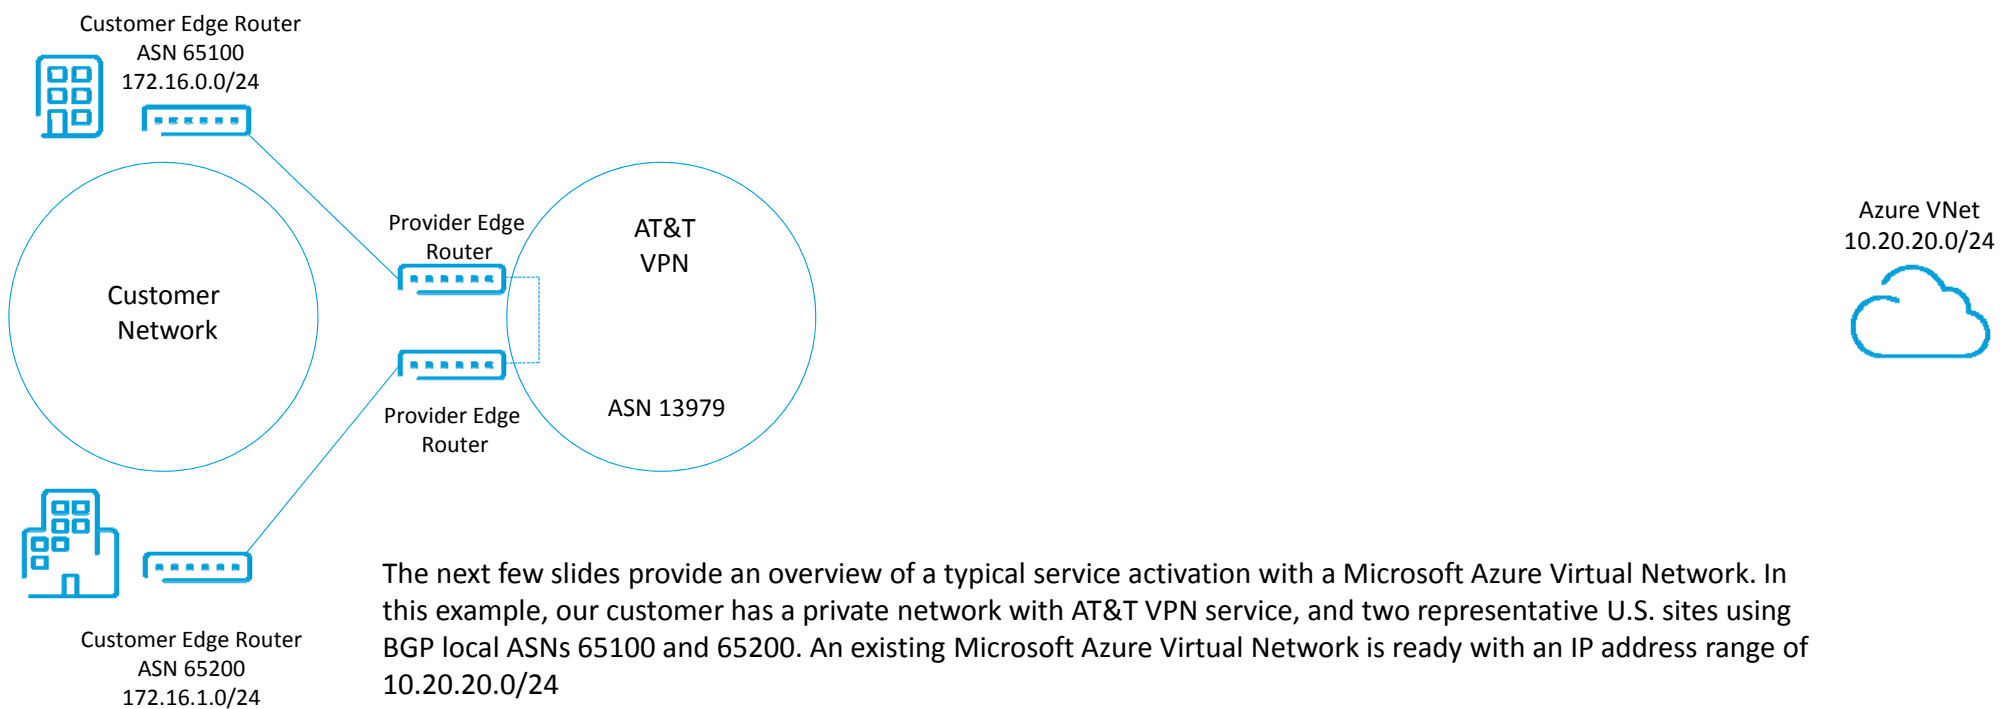 Customer Edge Router
ASN 65100
172.16.0.0/24
Provider Edge
Router
AT&T
VPN
Azure VNet
10.20.20.0/24
Customer
Network
ASN 13979
Provider Edge
Router
Customer Edge Router
ASN 65200
172.16.1.0/24
The next few slides provide an overview of a typical service activation with a Microsoft Azure Virtual Network. In
this example, our customer has a private network with AT&T VPN service, and two representative U.S. sites using
BGP local ASNs 65100 and 65200. An existing Microsoft Azure Virtual Network is ready with an IP address range of
10.20.20.0/24